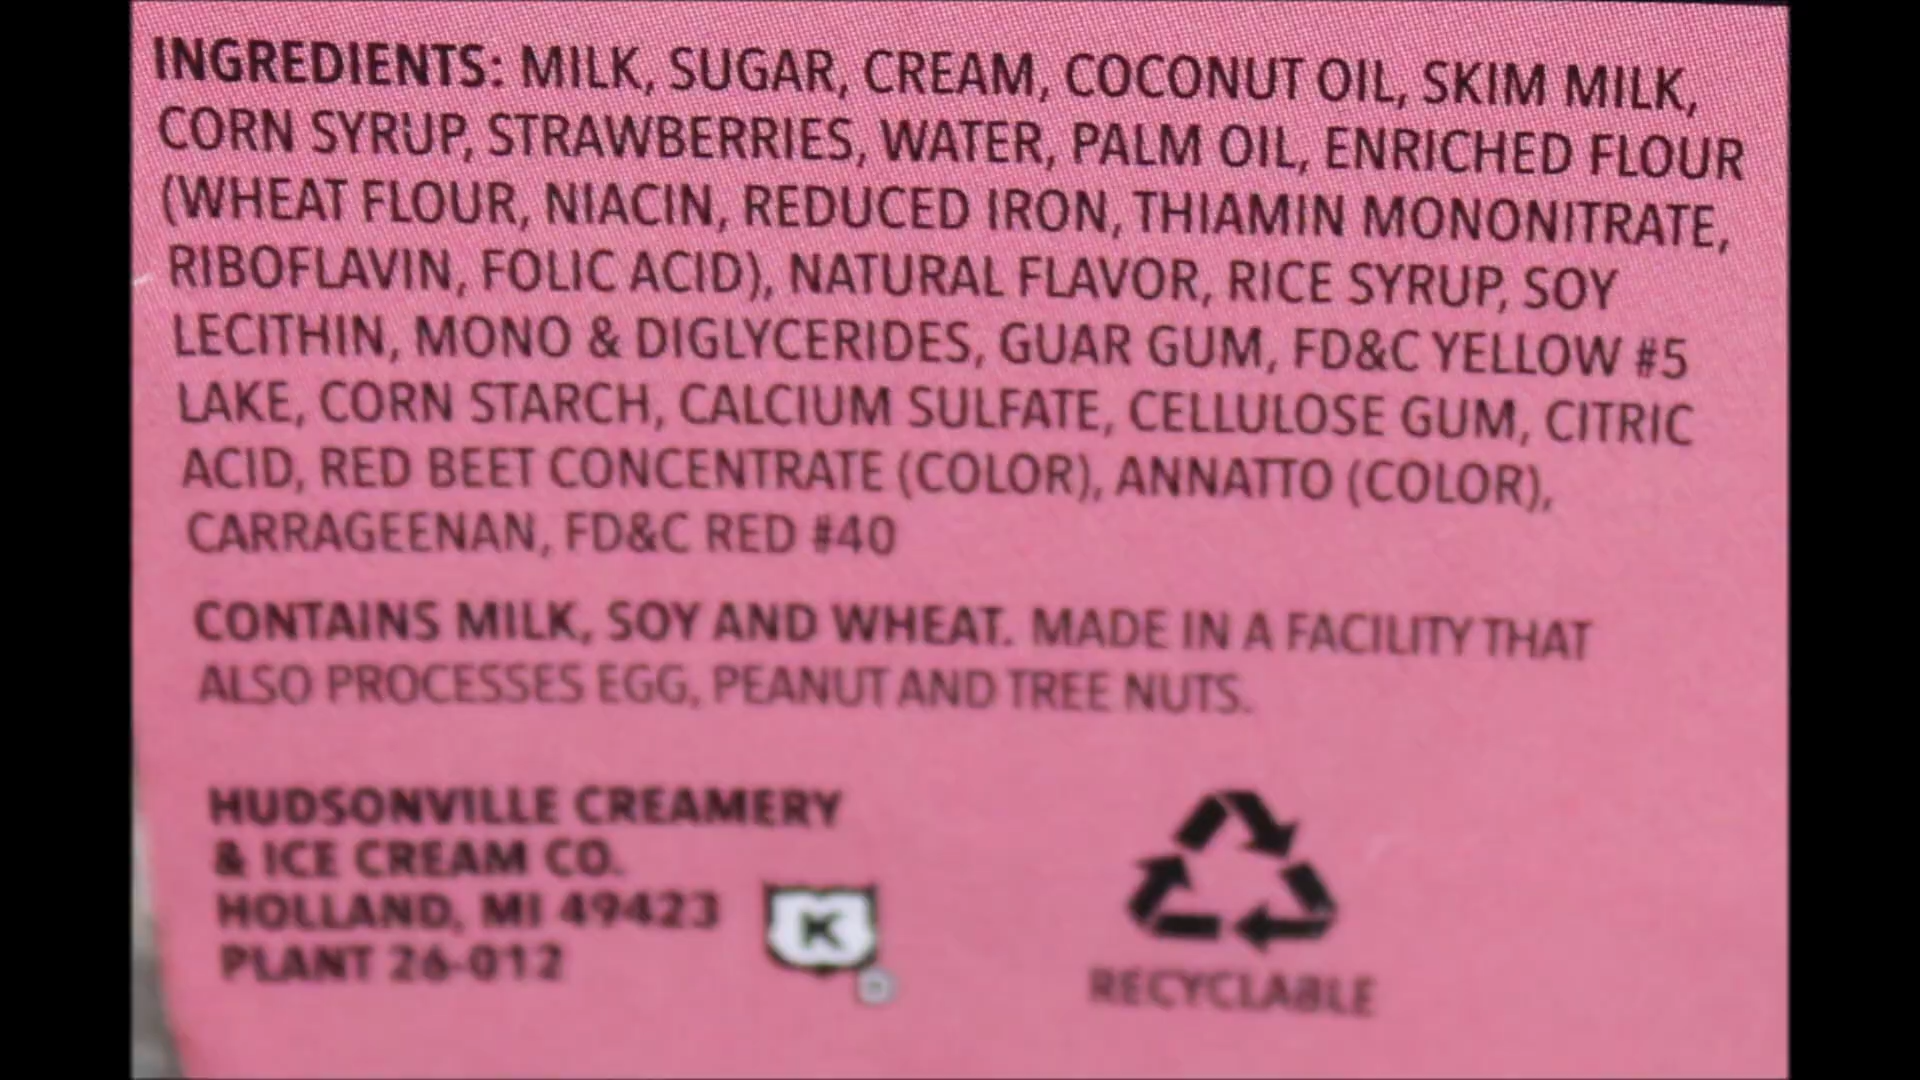 INGREDIENTS: MILK, SUGAR, CREAM, COCONUT OIL, SKIM MILK,
CORN SYRUP, STRAWBERRIES, WATER, PALM OIL, ENRICHED FLOUR
(WHEAT FLOUR, NIACIN, REDUCED IRON, THIAMIN MONONITRATE,
RIBOFLAVIN, FOLIC ACID), NATURAL FLAVOR, RICE SYRUP, SOY
LECITHIN, MONO & DIGLYCERIDES, GUAR GUM, FD&C YELLOW #5
LAKE, CORN STARCH, CALCIUM SULFATE, CELLULOSE GUM, CITRIC
ACID, RED BEET CONCENTRATE (COLOR), ANNATTO (COLOR),
CARRAGEENAN, FD&C RED #40
CONTAINS MILK, SOY AND WHEAT. MADE IN A FACILITY THAT
ALSO PROCESSES EGG, PEANUT AND TREE NUTS.
HUDSONVILLE CREAMERY
& ICE CREAM CO.
HOLLAND, MI 49423
PLANT 26-012
K
RECYCLABLE